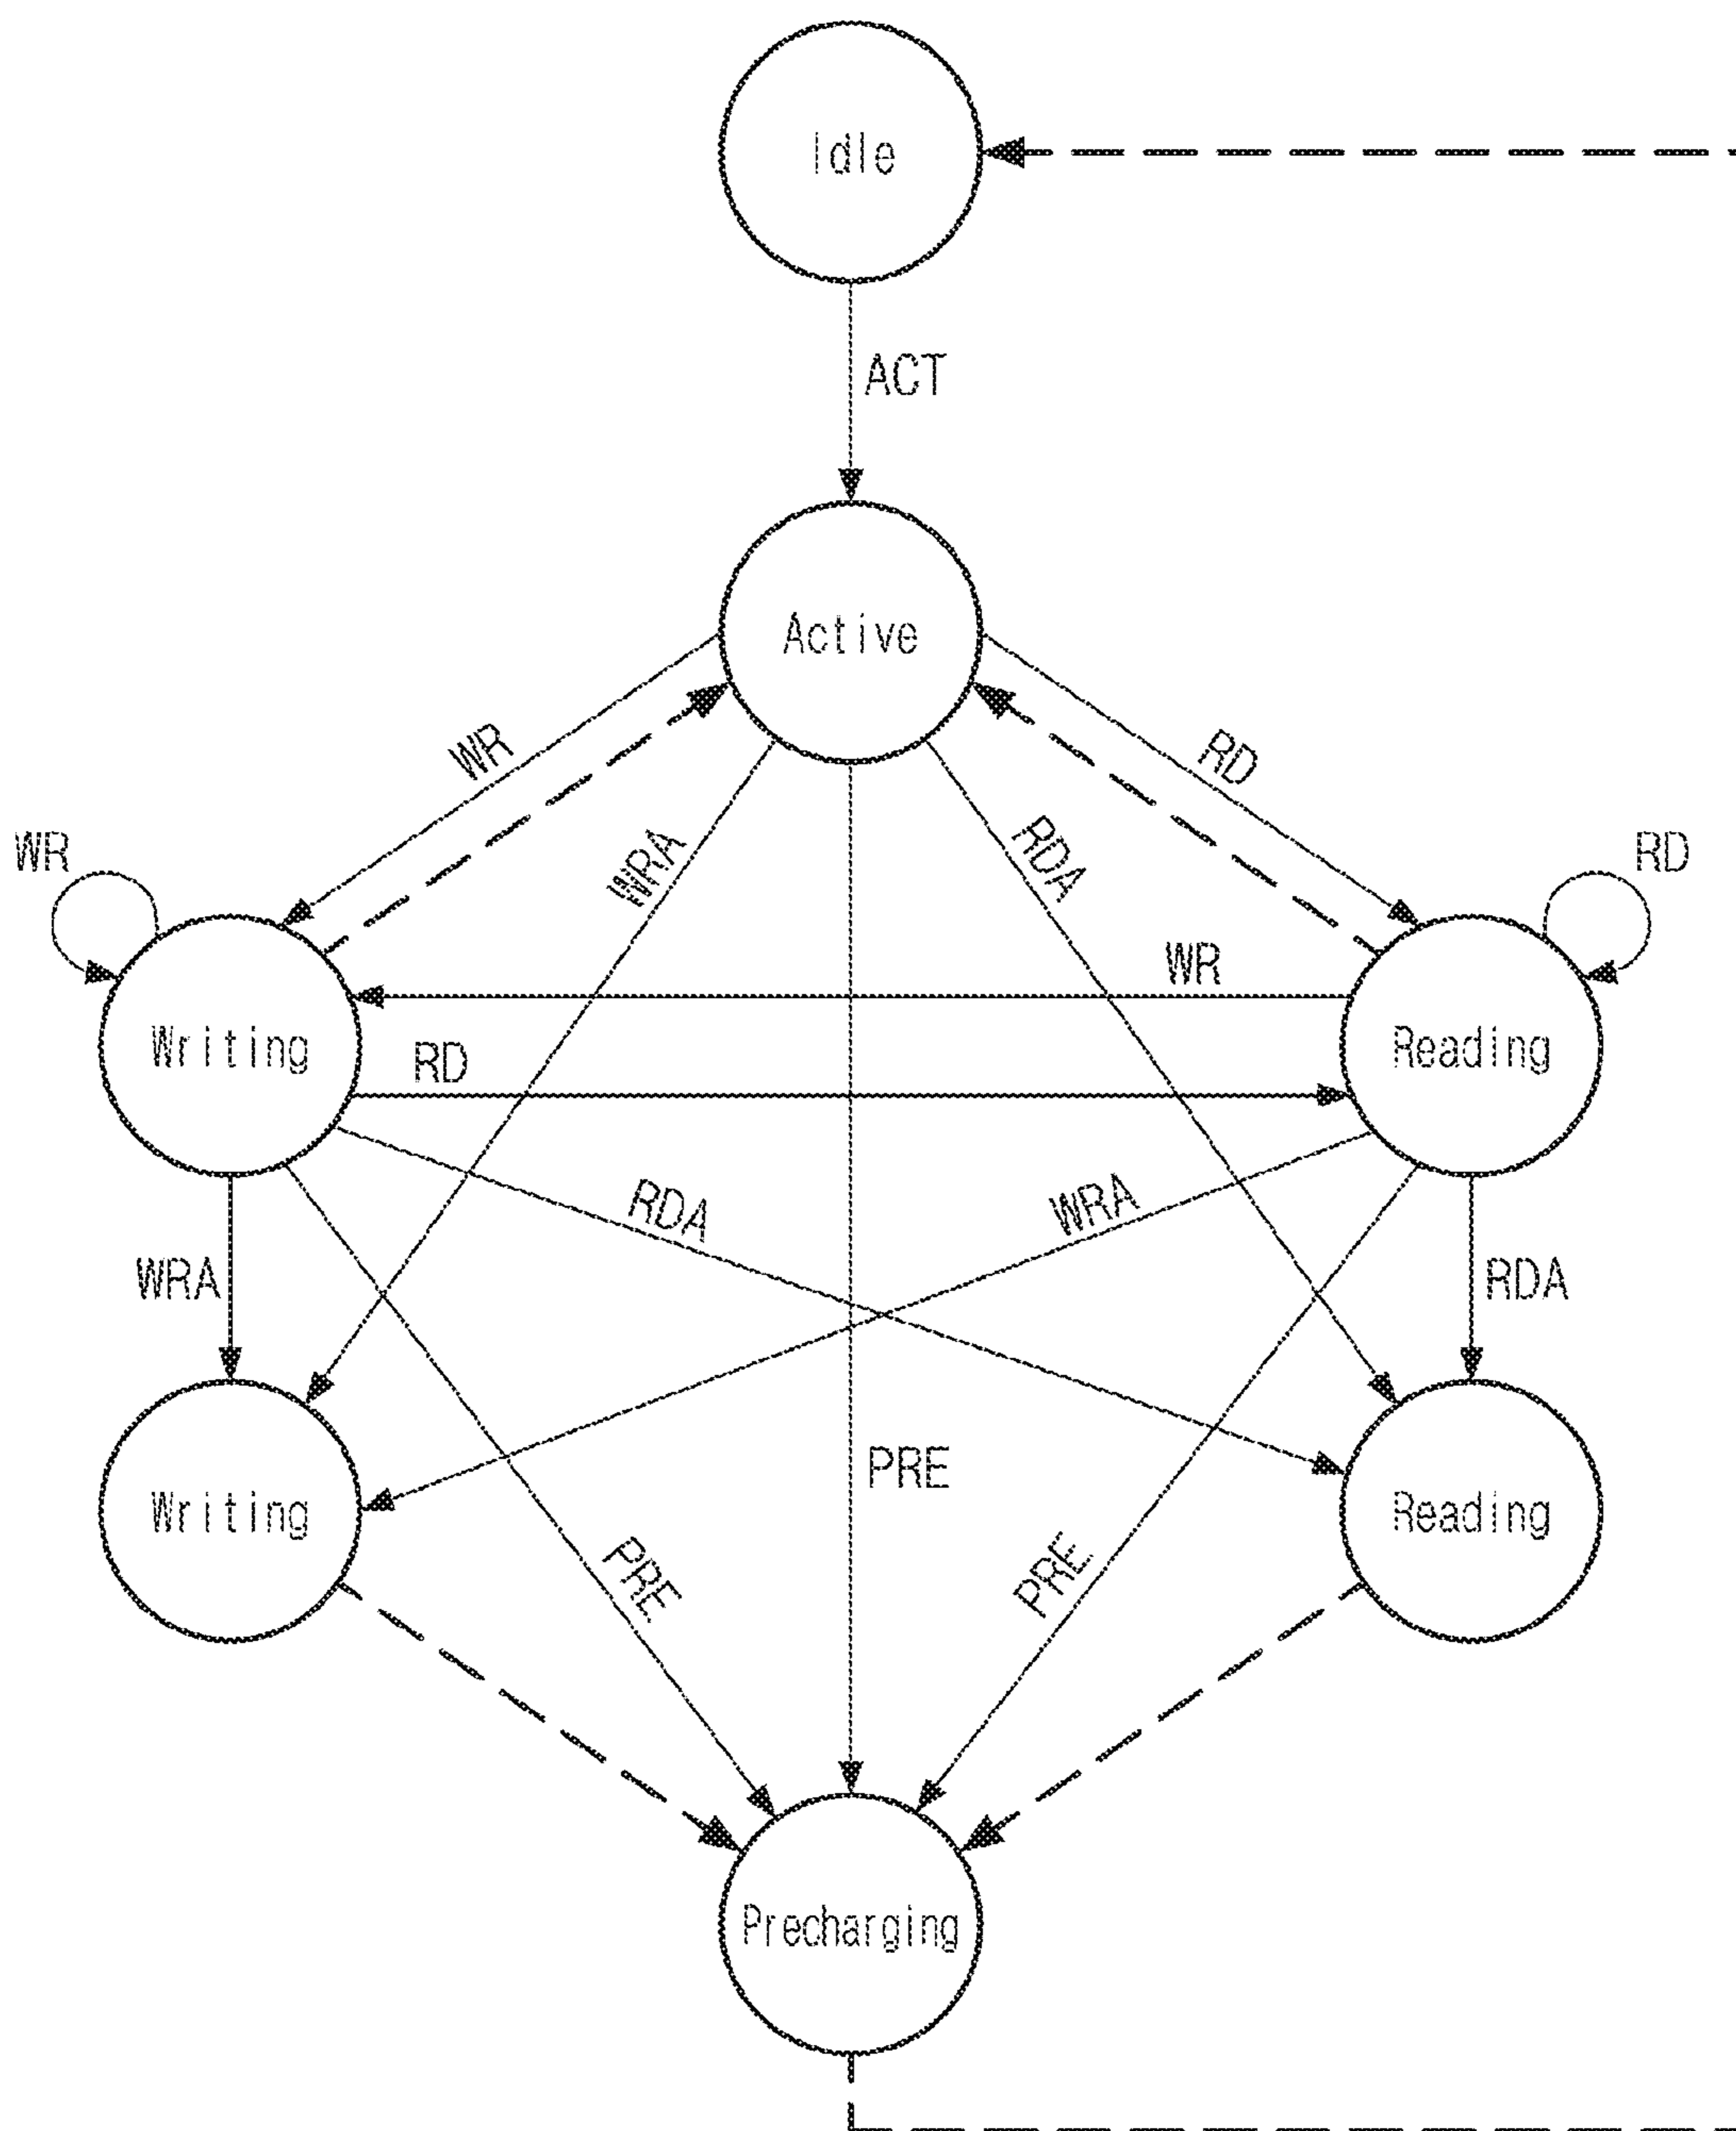 Idle
ACT
Active
WR
RD
WR
WRA
RDA
RD
WR
Writing
RD
Reading
RDA
WRA
WRA
RDA
PRE
Writing
Reading
PRE
PRE
Precharging